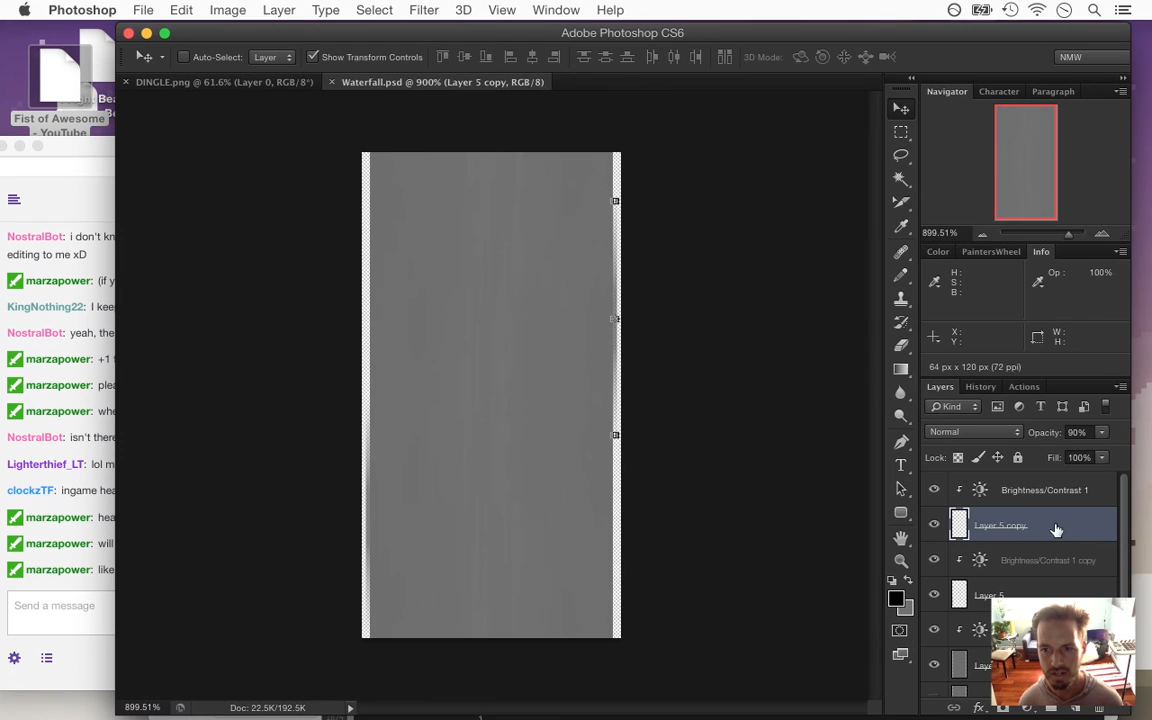 Photoshop File Edit Image Layer Type Select Filter 3D View Window Help
Adobe Photoshop CS6
Auto-Select: Layer Show Transform Controls 3D Mode: NMW
× DINGLE.png @ 61.6% (Layer 0, RGB/8*) × Waterfall.psd @ 900% (Layer 5 copy, RGB/8)
Fist of Awesome
- YouTube
NostralBot: i don't kn
editing to me xD
marzapower: (if y
KingNothing22: I kee
NostralBot: yeah, the
marzapower: +1 f
marzapower: plea
marzapower: whe
NostralBot: isn't there
Lighterthief_LT: lol m
clockzTF: ingame hea
marzapower: hea
marzapower: will
marzapower: like
Send a message
Navigator Character Paragraph
899.51%
Color PaintersWheel Info
H:
S:
B:
Op: 100%
X:
Y:
W:
H:
64 px x 120 px (72 ppi)
Layers History Actions
Kind
Normal Opacity: 90%
Lock: Fill: 100%
Brightness/Contrast 1
Layer 5 copy
Brightness/Contrast 1 copy
Layer 5
Laye
899.51% Doc: 22.5K/192.5K